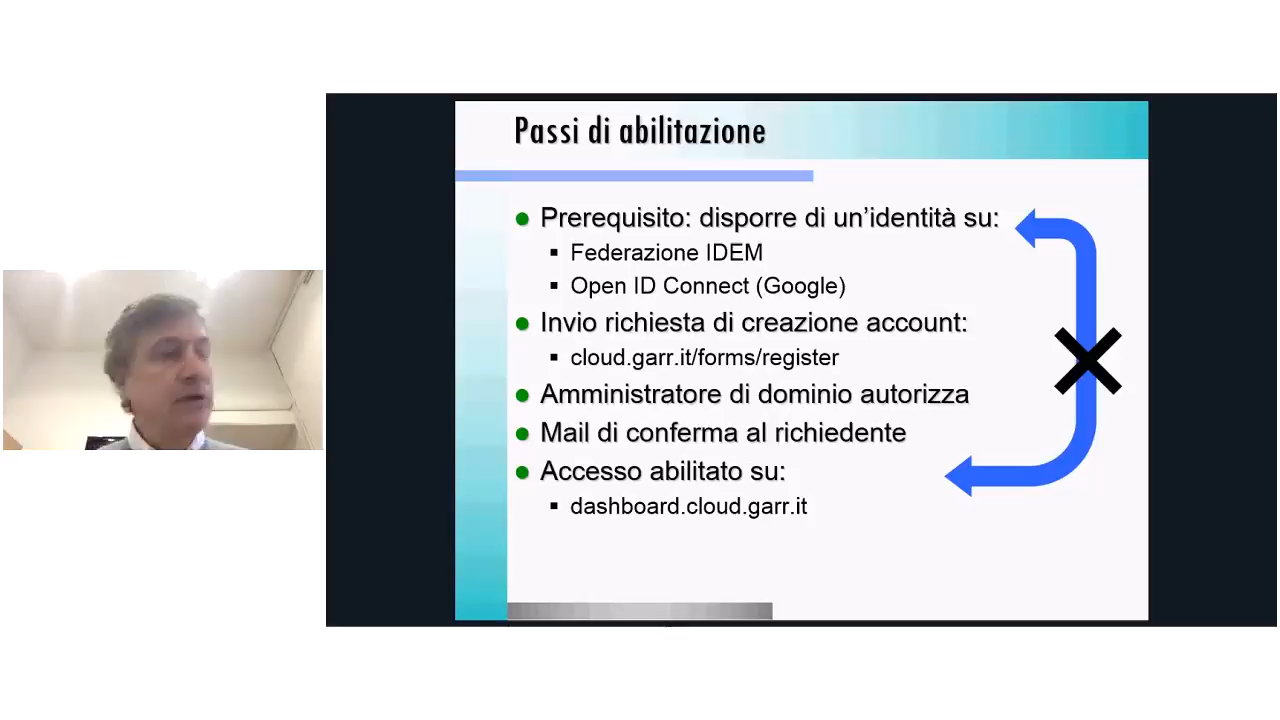 Passi di abilitazione
Prerequisito: disporre di un'identità su:
Federazione IDEM
Open ID Connect (Google)
Invio richiesta di creazione account:
cloud.garr.it/forms/register
Amministratore di dominio autorizza
Mail di conferma al richiedente
Accesso abilitato su:
dashboard.cloud.garr.it